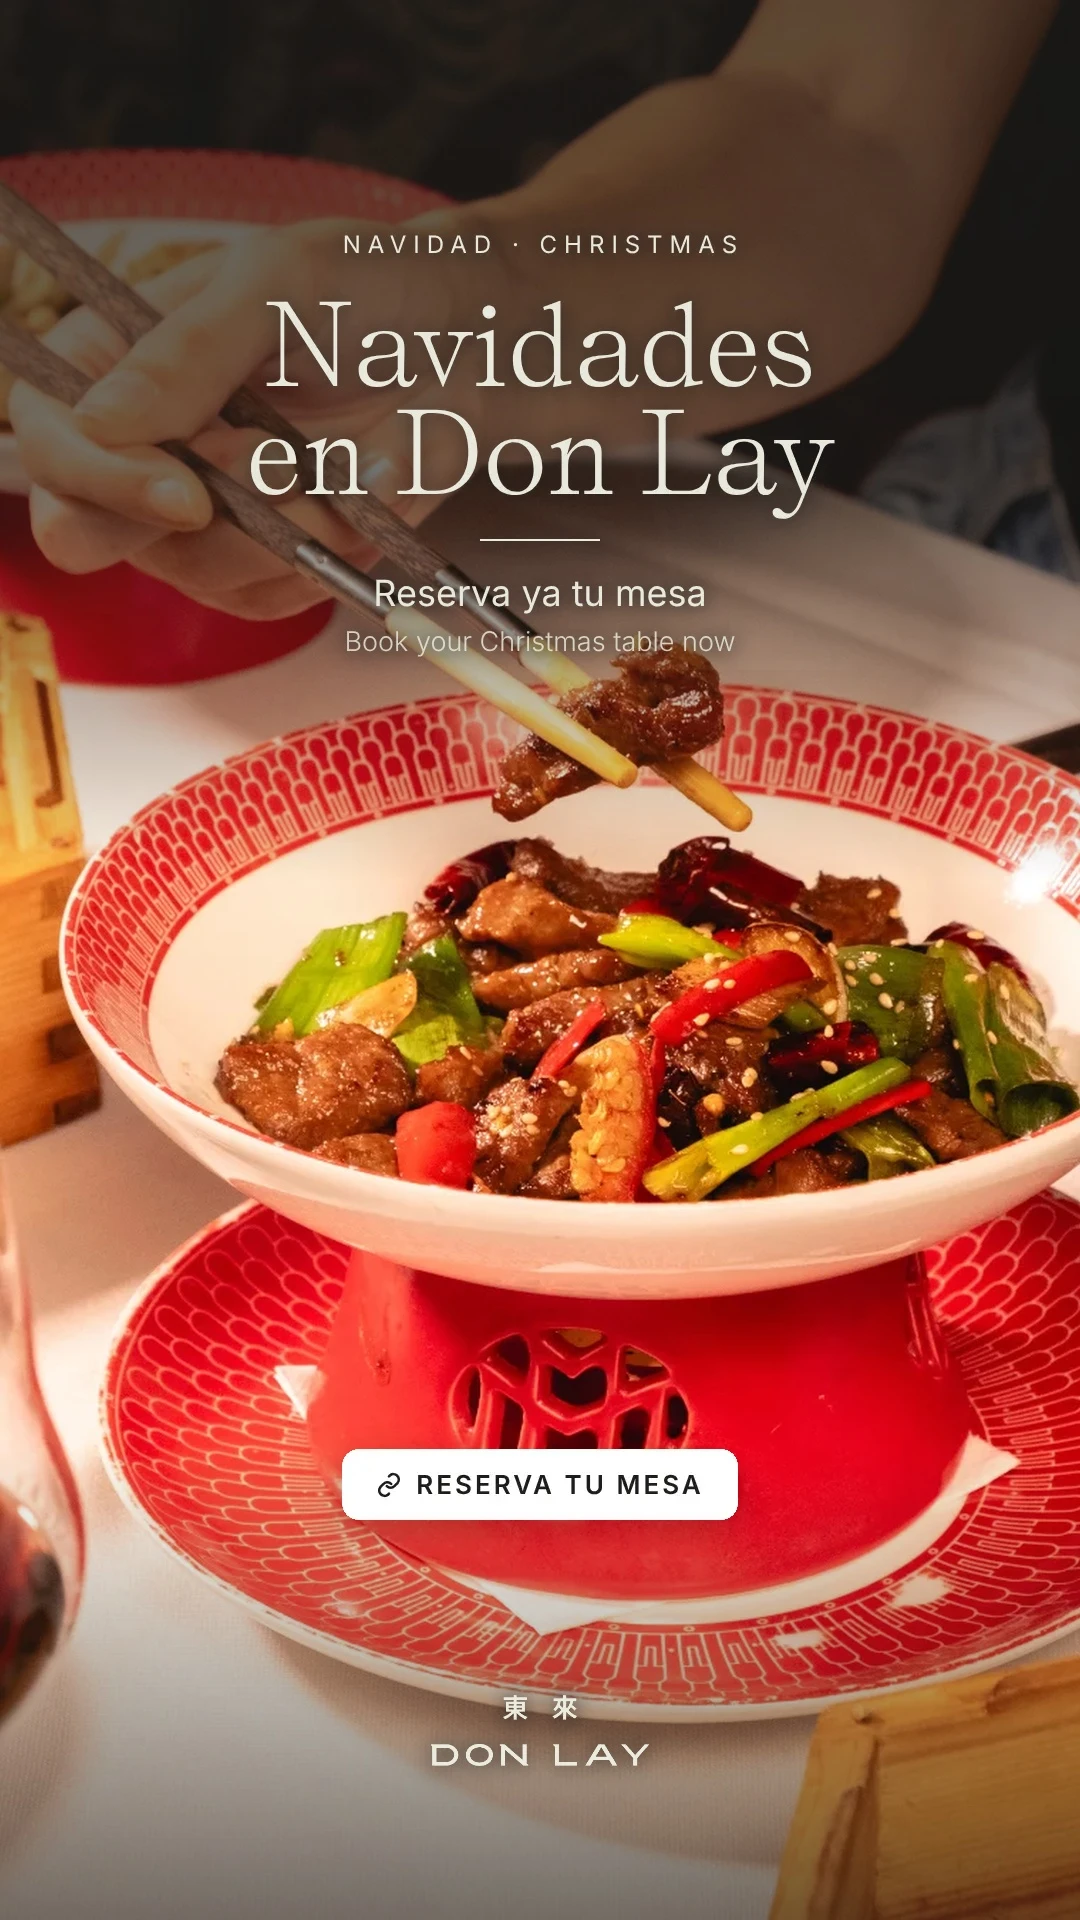 NAVIDAD · CHRISTMAS
Navidades
en Don Lay
Reserva ya tu mesa
Book your Christmas table now
RESERVA TU MESA
東來
DON LAY